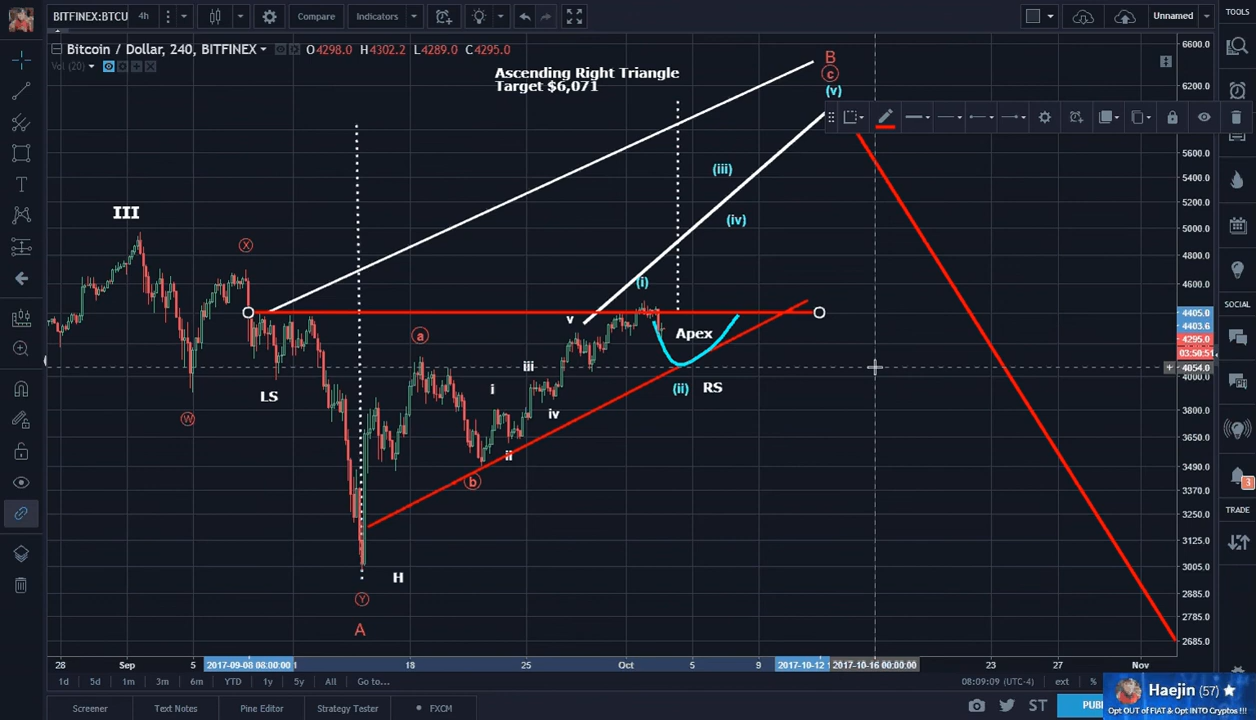 BITFINEX:BTCU 4h Compare Indicators Unnamed TOOLS
Bitcoin / Dollar, 240, BITFINEX O4298.0 H4302.2 L4289.0 C4295.0
Vol (20)
Ascending Right Triangle
Target $6,071
B
c
(v)
(iii)
(iv)
III
X
(i)
v
Apex
a
iii
i
LS
(ii) RS
iv
W
ii
b
H
Y
A
6600.0
6200.0
5600.0
5400.0
5200.0
5000.0
4800.0
4600.0
4405.0
4403.6
4295.0
03:50:51
4054.0
4000.0
3800.0
3650.0
3490.0
3370.0
3250.0
3125.0
3005.0
2885.0
2785.0
2685.0
SOCIAL
3
TRADE
28 Sep 5 2017-09-08 08:00:00 18 25 Oct 5 9 2017-10-12 1 2017-10-16 00:00:00 23 27 Nov
1d 5d 1m 3m 6m YTD 1y 5y All Go to... 08:09:09 (UTC-4) ext %
Screener Text Notes Pine Editor Strategy Tester FXCM ST PUB
Haejin (57)
Opt OUT of FIAT & Opt INTO Cryptos !!!